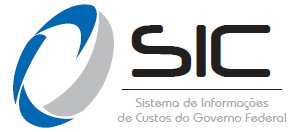 SIC
Sistema de Informações
de Custos do Governo Federal